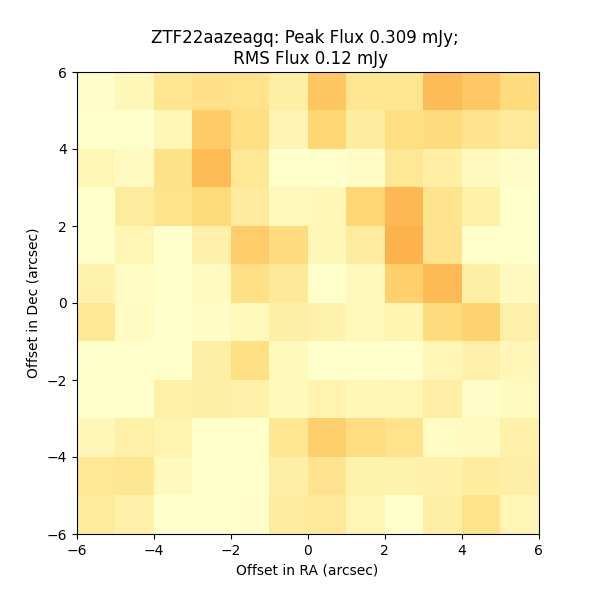 ZTF22aazeagq: Peak Flux 0.309 mJy;
RMS Flux 0.12 mJy
6
4
2
0
−2
−4
−6
Offset in Dec (arcsec)
−6 −4 −2 0 2 4 6
Offset in RA (arcsec)